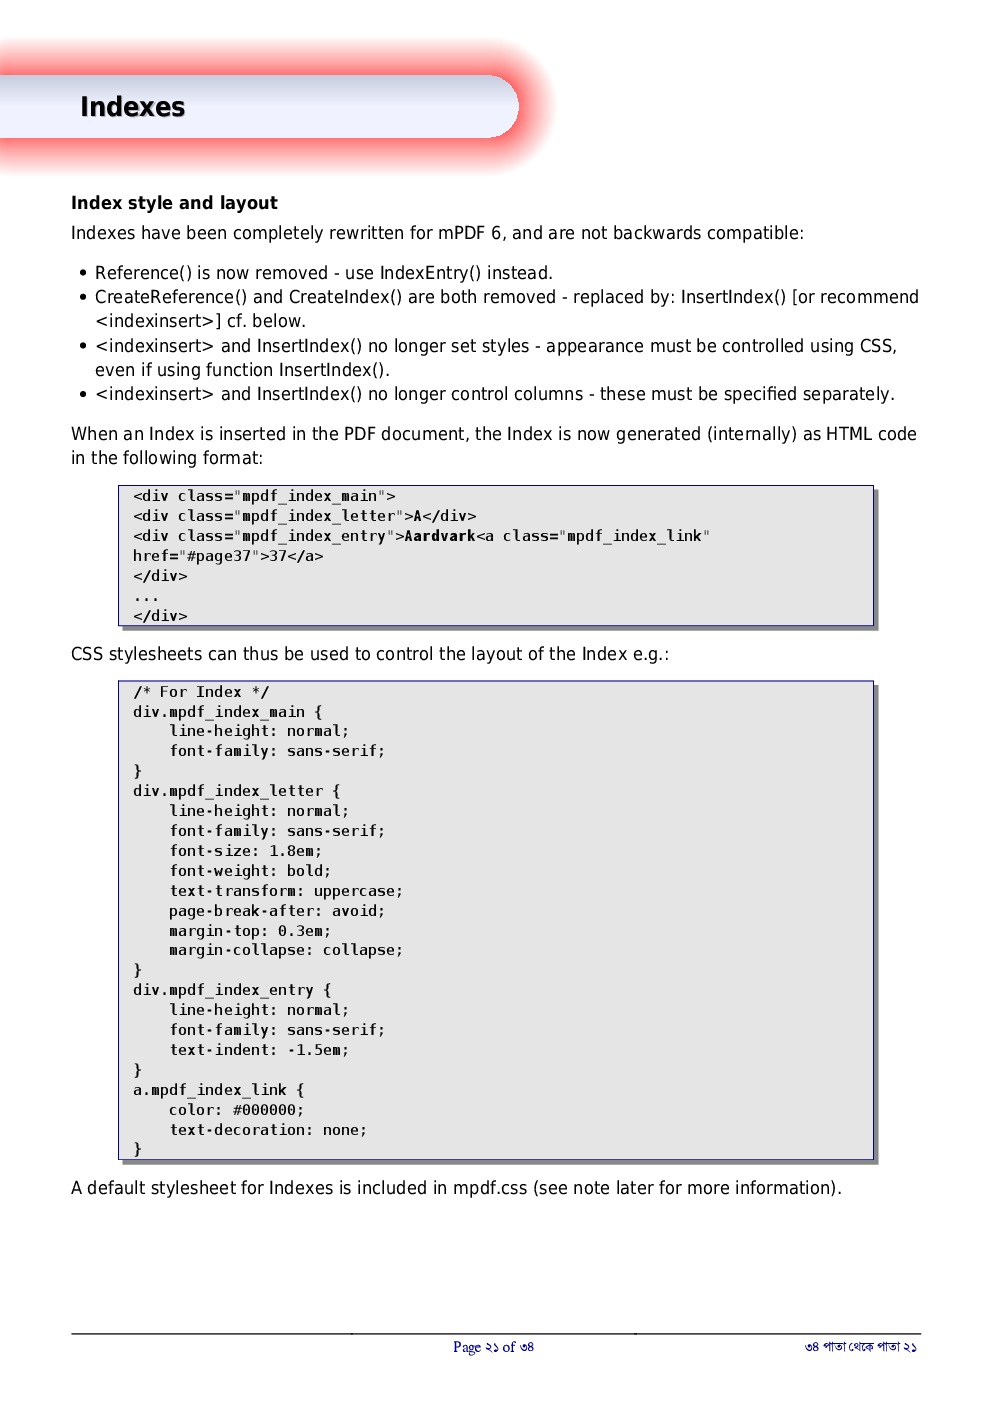 Indexes
Index style and layout
Indexes have been completely rewritten for mPDF 6, and are not backwards compatible:
• Reference() is now removed - use IndexEntry() instead.
• CreateReference() and CreateIndex() are both removed - replaced by: InsertIndex() [or recommend
<indexinsert>] cf. below.
• <indexinsert> and InsertIndex() no longer set styles - appearance must be controlled using CSS,
even if using function InsertIndex().
• <indexinsert> and InsertIndex() no longer control columns - these must be specified separately.
When an Index is inserted in the PDF document, the Index is now generated (internally) as HTML code
in the following format:
<div class="mpdf_index_main">
<div class="mpdf_index_letter">A</div>
<div class="mpdf_index_entry">Aardvark<a class="mpdf_index_link"
href="#page37">37</a>
</div>
...
</div>
CSS stylesheets can thus be used to control the layout of the Index e.g.:
/* For Index */
div.mpdf_index_main {
    line-height: normal;
    font-family: sans-serif;
}
div.mpdf_index_letter {
    line-height: normal;
    font-family: sans-serif;
    font-size: 1.8em;
    font-weight: bold;
    text-transform: uppercase;
    page-break-after: avoid;
    margin-top: 0.3em;
    margin-collapse: collapse;
}
div.mpdf_index_entry {
    line-height: normal;
    font-family: sans-serif;
    text-indent: -1.5em;
}
a.mpdf_index_link {
    color: #000000;
    text-decoration: none;
}
A default stylesheet for Indexes is included in mpdf.css (see note later for more information).
Page ২১ of ৩৪
৩৪ পাতা থেকে পাতা ২১